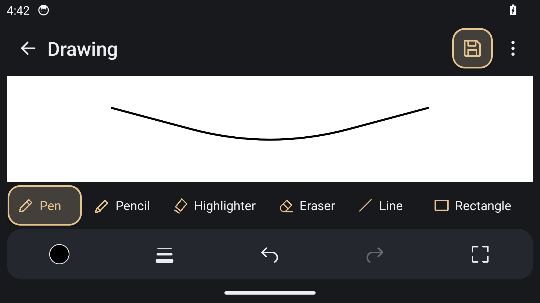 4:42
Drawing
Pen
Pencil
Highlighter
Eraser
Line
Rectangle